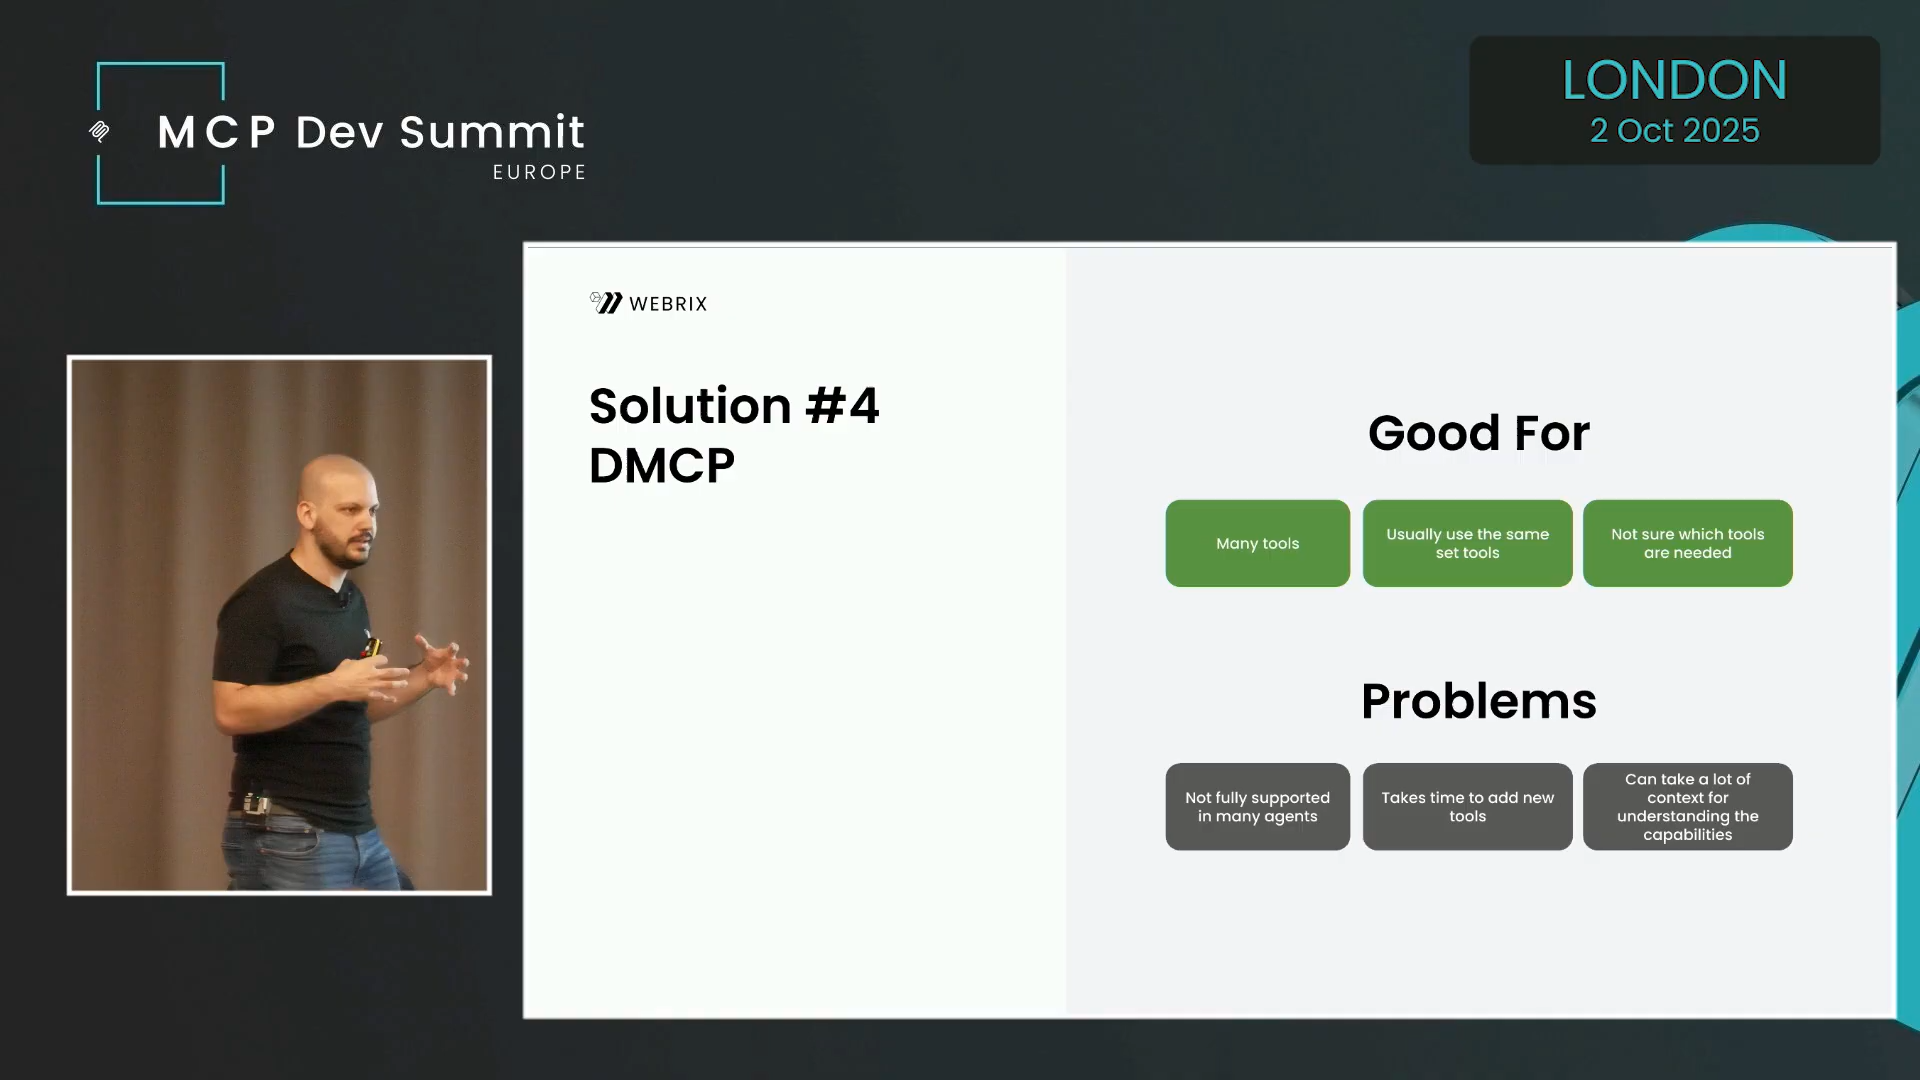 MCP Dev Summit
EUROPE
LONDON
2 Oct 2025
WEBRIX
Solution #4
DMCP
Good For
Many tools
Usually use the same
set tools
Not sure which tools
are needed
Problems
Not fully supported
in many agents
Takes time to add new
tools
Can take a lot of
context for
understanding the
capabilities